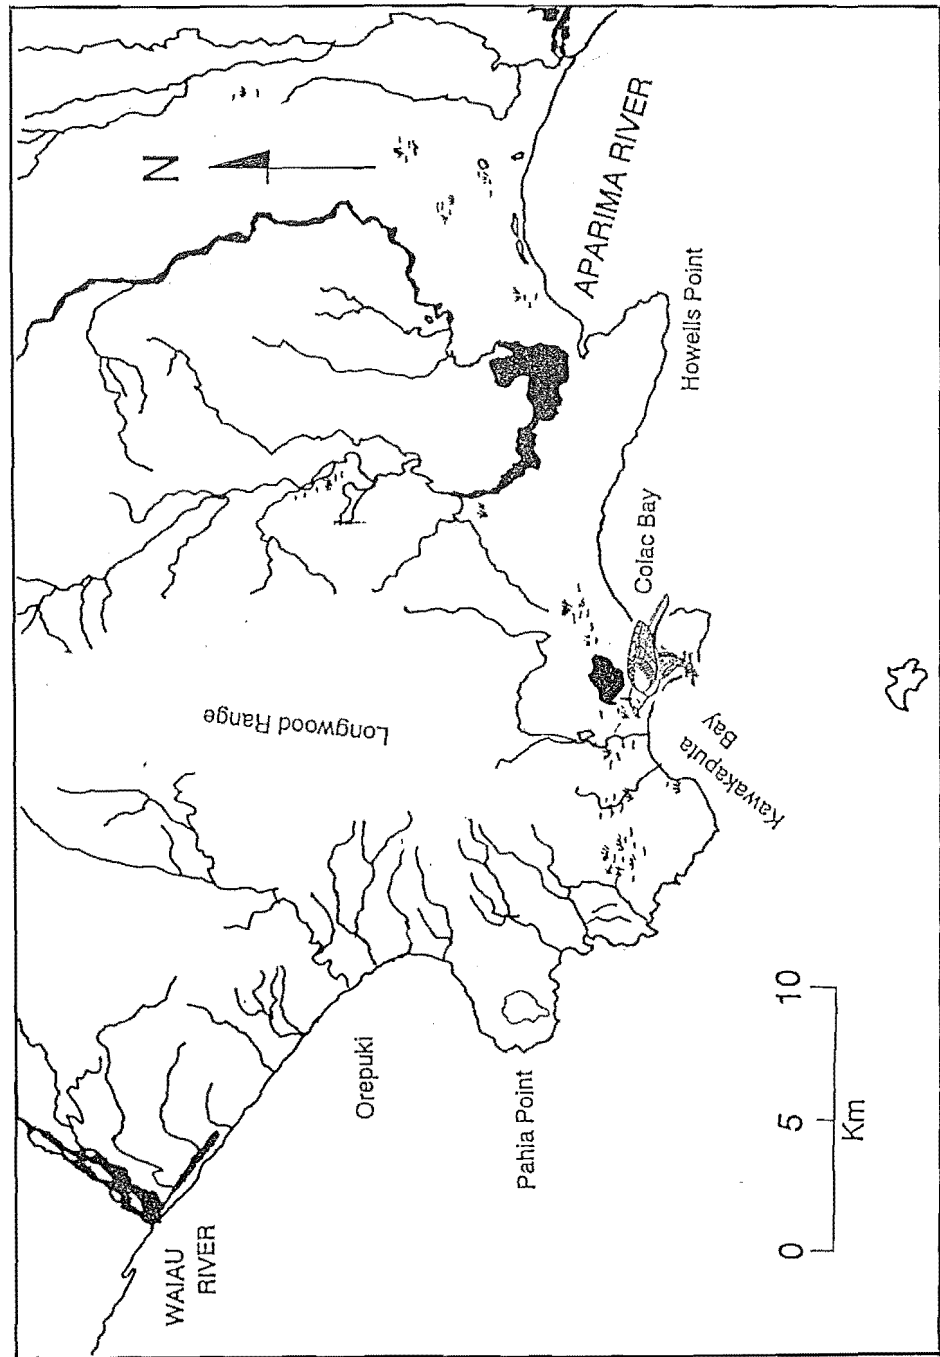 N
APARIMA RIVER
Howells Point
Colac Bay
Longwood Range
Kawakaputa
Bay
Orepuki
Pahia Point
WAIAU
RIVER
0
5
10
Km